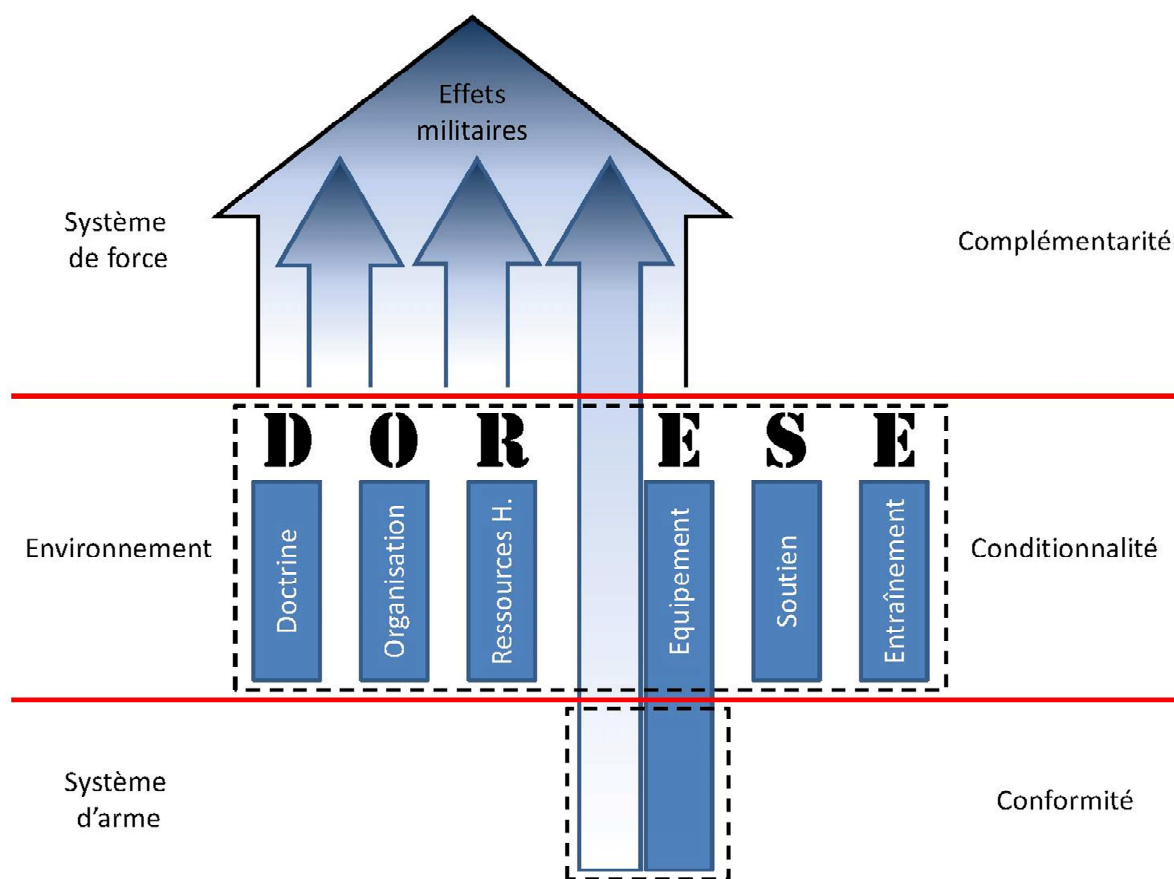 Effets
militaires
Système
de force
Complémentarité
D O R E S E
Environnement
Doctrine
Organisation
Ressources H.
Equipement
Soutien
Entraînement
Conditionnalité
Système
d'arme
Conformité